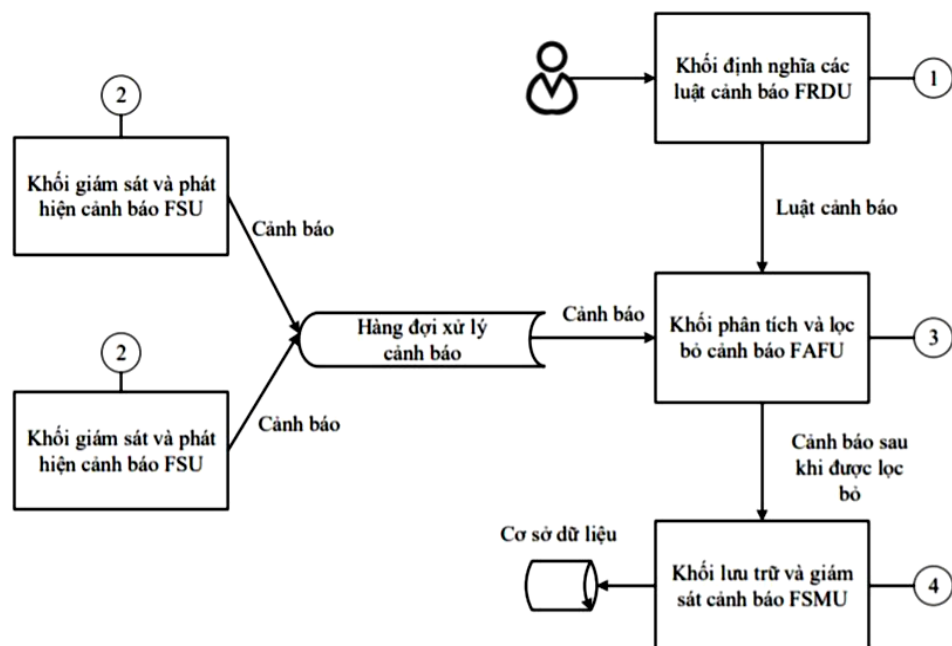 Khối định nghĩa các
luật cảnh báo FRDU
1
2
Khối giám sát và phát
hiện cảnh báo FSU
Cảnh báo
Luật cảnh báo
Hàng đợi xử lý
cảnh báo
Cảnh báo
Khối phân tích và lọc
bỏ cảnh báo FAFU
3
2
Khối giám sát và phát
hiện cảnh báo FSU
Cảnh báo
Cảnh báo sau
khi được lọc
bỏ
Cơ sở dữ liệu
Khối lưu trữ và giám
sát cảnh báo FSMU
4